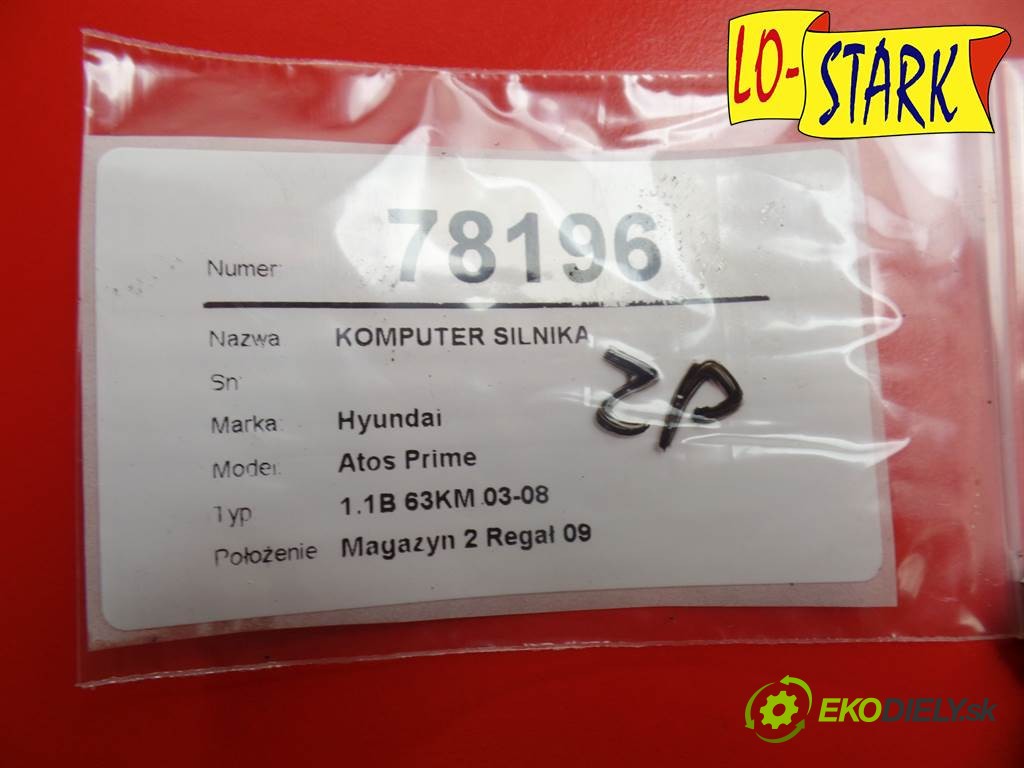 LO-STARK
Numer: 78196
Nazwa KOMPUTER SILNIKA
Sn
Marka: Hyundai
Model: Atos Prime
Typ 1.1B 63KM 03-08
Położenie Magazyn 2 Regał 09
ZP
EKODIELY.sk